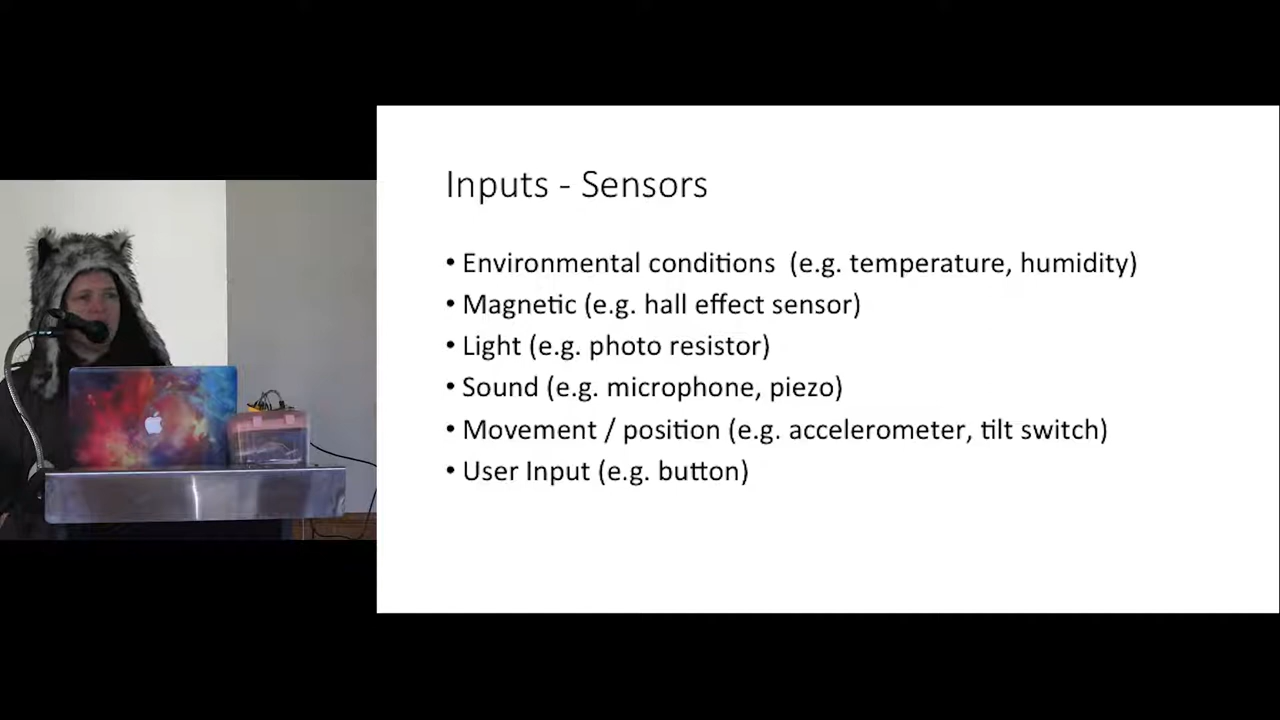 Inputs - Sensors
• Environmental conditions (e.g. temperature, humidity)
• Magnetic (e.g. hall effect sensor)
• Light (e.g. photo resistor)
• Sound (e.g. microphone, piezo)
• Movement / position (e.g. accelerometer, tilt switch)
• User Input (e.g. button)